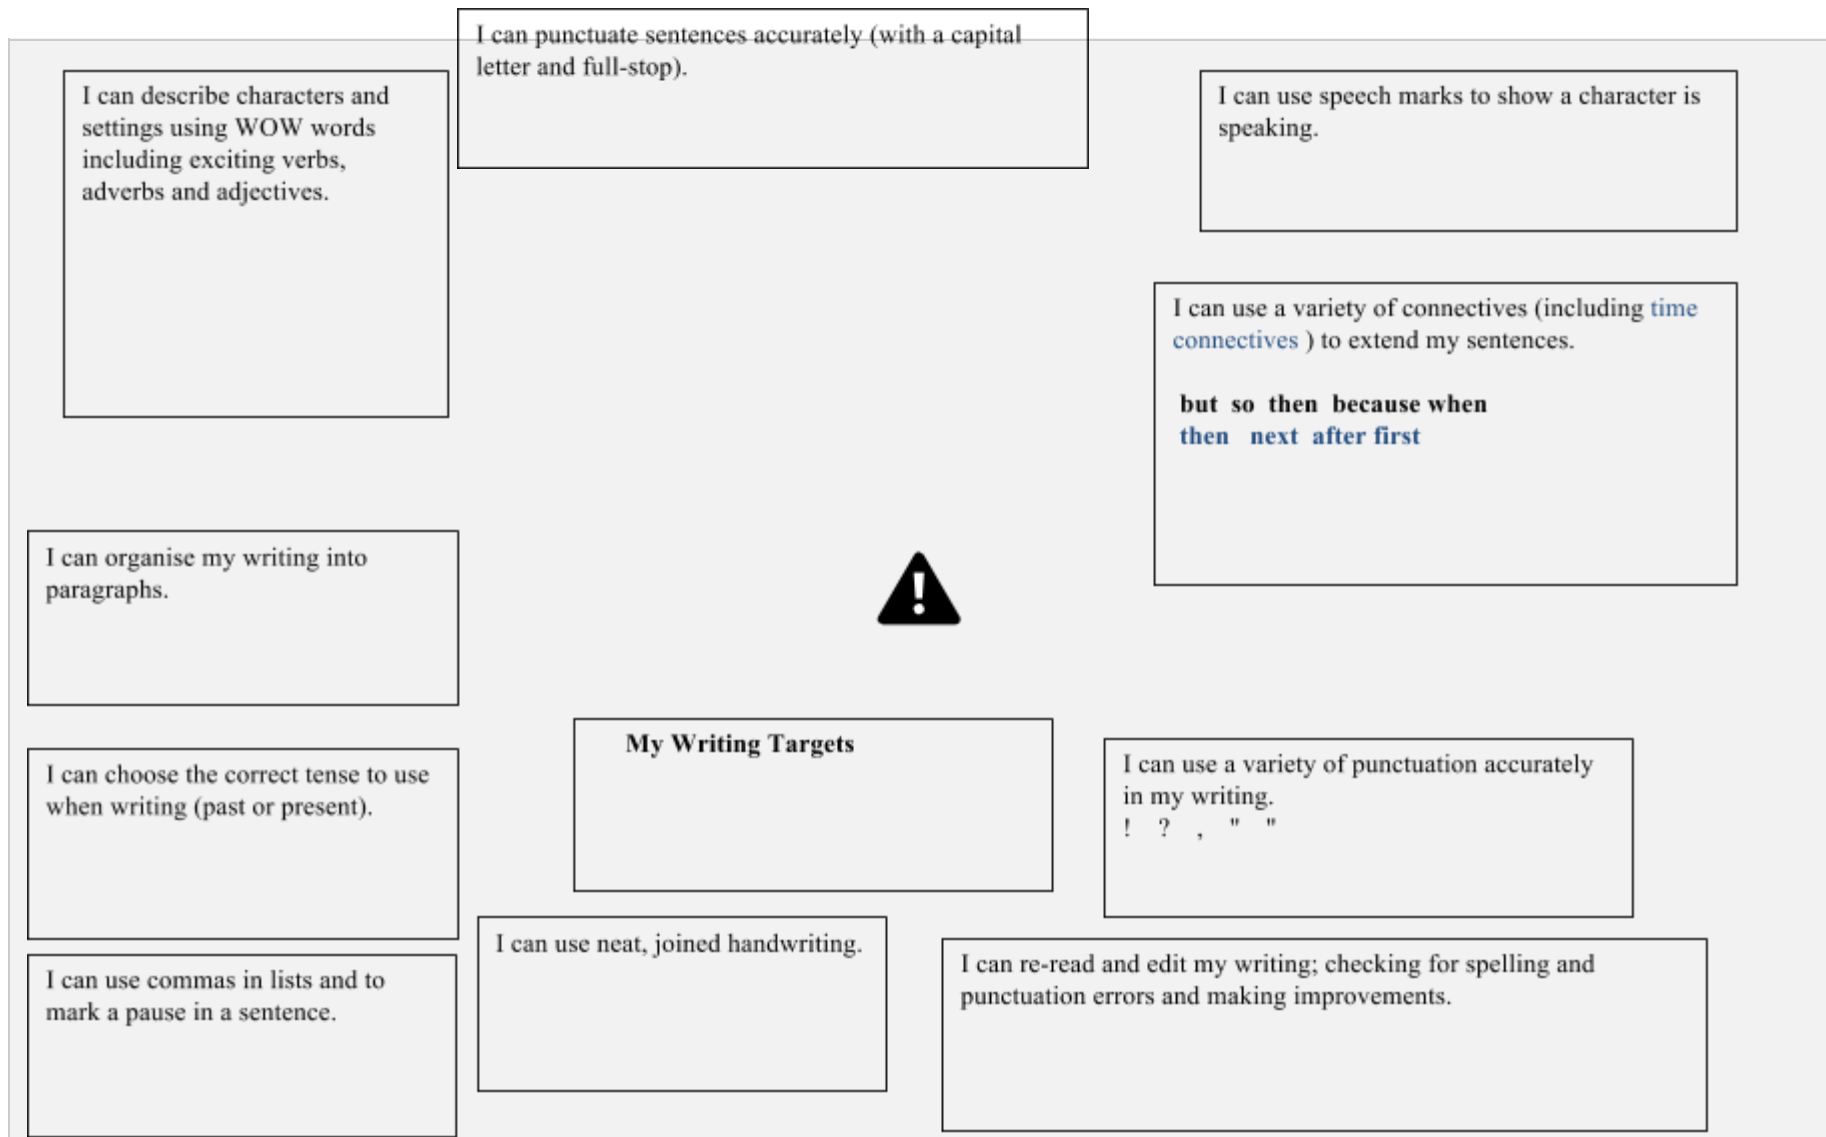 I can punctuate sentences accurately (with a capital
letter and full-stop).
I can describe characters and
settings using WOW words
including exciting verbs,
adverbs and adjectives.
I can use speech marks to show a character is
speaking.
I can use a variety of connectives (including time
connectives ) to extend my sentences.
but so then because when
then next after first
I can organise my writing into
paragraphs.
My Writing Targets
I can choose the correct tense to use
when writing (past or present).
I can use a variety of punctuation accurately
in my writing.
! ? , " "
I can use neat, joined handwriting.
I can re-read and edit my writing; checking for spelling and
punctuation errors and making improvements.
I can use commas in lists and to
mark a pause in a sentence.